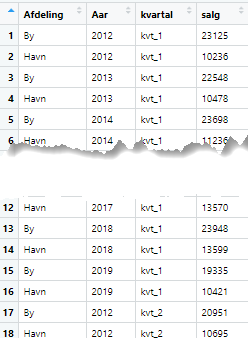 Afdeling Aar kvartal salg
1 By 2012 kvt_1 23125
2 Havn 2012 kvt_1 10236
3 By 2013 kvt_1 22548
4 Havn 2013 kvt_1 10478
5 By 2014 kvt_1 23698
6 Havn 2014 kvt_1 11236
12 Havn 2017 kvt_1 13570
13 By 2018 kvt_1 23948
14 Havn 2018 kvt_1 13599
15 By 2019 kvt_1 19335
16 Havn 2019 kvt_1 10421
17 By 2012 kvt_2 20951
18 Havn 2012 kvt_2 10695